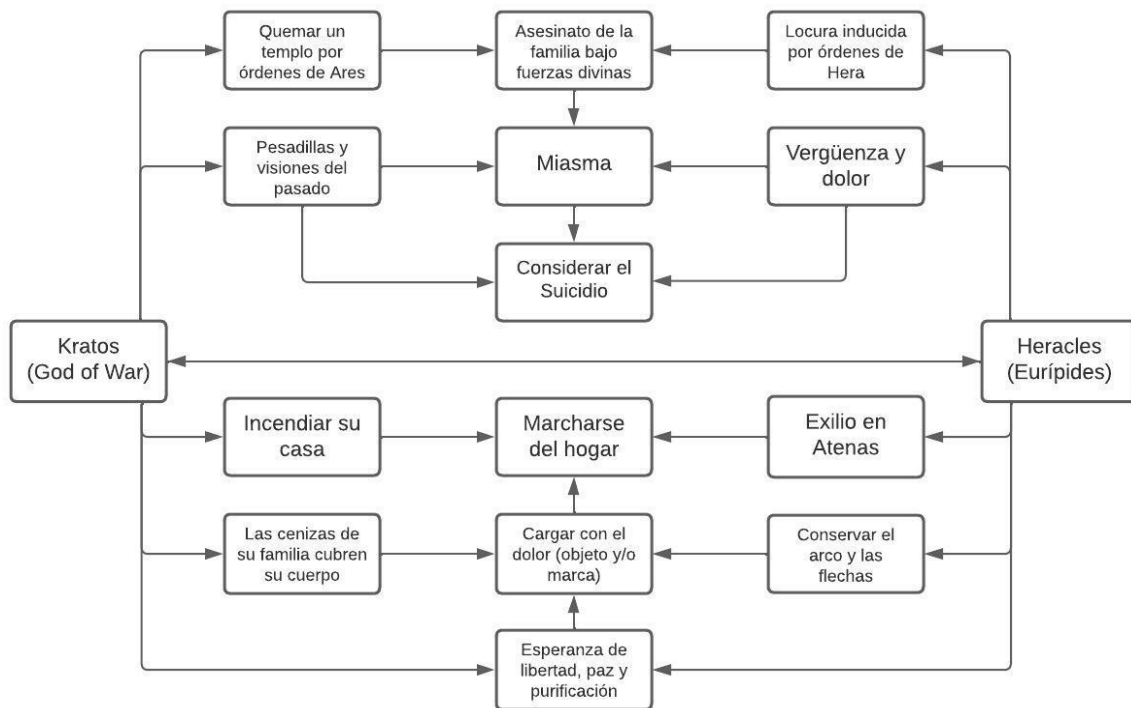 Quemar un
templo por
órdenes de Ares
Asesinato de la
familia bajo
fuerzas divinas
Locura inducida
por órdenes de
Hera
Pesadillas y
visiones del
pasado
Miasma
Vergüenza y
dolor
Considerar el
Suicidio
Kratos
(God of War)
Heracles
(Eurípides)
Incendiar su
casa
Marcharse
del hogar
Exilio en
Atenas
Las cenizas de
su familia cubren
su cuerpo
Cargar con el
dolor (objeto y/o
marca)
Conservar el
arco y las
flechas
Esperanza de
libertad, paz y
purificación